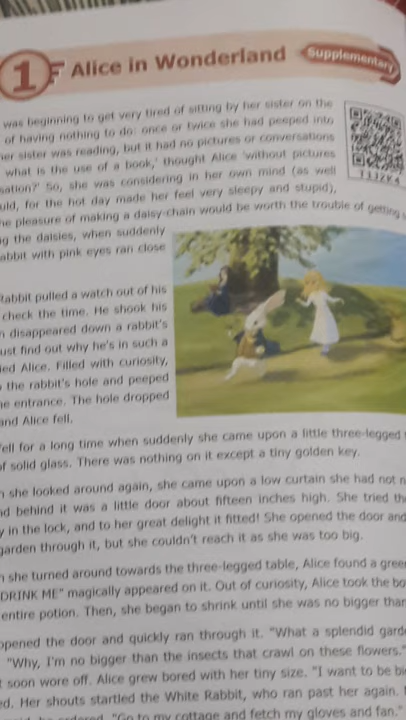 1
Alice in Wonderland
Supplementary
was beginning to get very tired of sitting by her sister on the
of having nothing to do: once or twice she had peeped into
her sister was reading, but it had no pictures or conversations
what is the use of a book,' thought Alice 'without pictures
sation?' So, she was considering in her own mind (as well
uld, for the hot day made her feel very sleepy and stupid),
he pleasure of making a daisy-chain would be worth the trouble of getting
g the daisies, when suddenly
abbit with pink eyes ran close
Rabbit pulled a watch out of his
check the time. He shook his
disappeared down a rabbit's
ust find out why he's in such a
ied Alice. Filled with curiosity,
the rabbit's hole and peeped
he entrance. The hole dropped
and Alice fell.
fell for a long time when suddenly she came upon a little three-legged
of solid glass. There was nothing on it except a tiny golden key.
she looked around again, she came upon a low curtain she had not
nd behind it was a little door about fifteen inches high. She tried the
y in the lock, and to her great delight it fitted! She opened the door and
garden through it, but she couldn't reach it as she was too big.
she turned around towards the three-legged table, Alice found a
DRINK ME" magically appeared on it. Out of curiosity, Alice took the
entire potion. Then, she began to shrink until she was no bigger than
opened the door and quickly ran through it. "What a splendid
"Why, I'm no bigger than the insects that crawl on these flowers."
soon wore off. Alice grew bored with her tiny size. "I want to be
ed. Her shouts startled the White Rabbit, who ran past her again.
"Go to my cottage and fetch my gloves and fan."